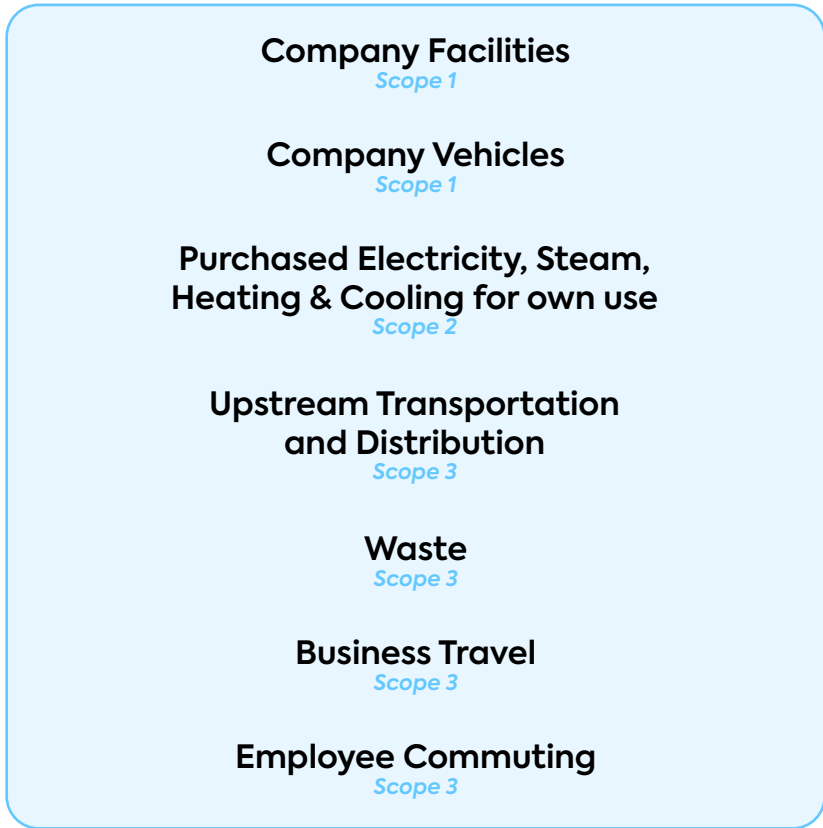 Company Facilities
Scope 1
Company Vehicles
Scope 1
Purchased Electricity, Steam,
Heating & Cooling for own use
Scope 2
Upstream Transportation
and Distribution
Scope 3
Waste
Scope 3
Business Travel
Scope 3
Employee Commuting
Scope 3